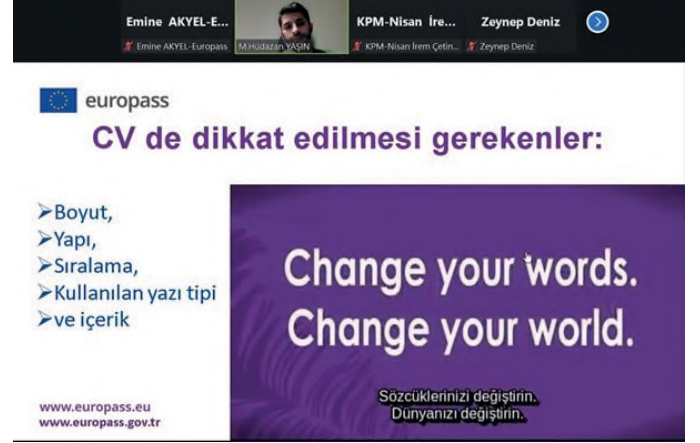 Emine AKYEL-E...
KPM-Nisan İre...
Zeynep Deniz
Emine AKYEL-Europass
M.Hüdazan YAŞIN
KPM-Nisan İrem Çetin...
Zeynep Deniz
europass
CV de dikkat edilmesi gerekenler:
➢Boyut,
➢Yapı,
➢Sıralama,
➢Kullanılan yazı tipi
➢ve içerik
Change your words.
Change your world.
Sözcüklerinizi değiştirin.
Dünyanızı değiştirin.
www.europass.eu
www.europass.gov.tr